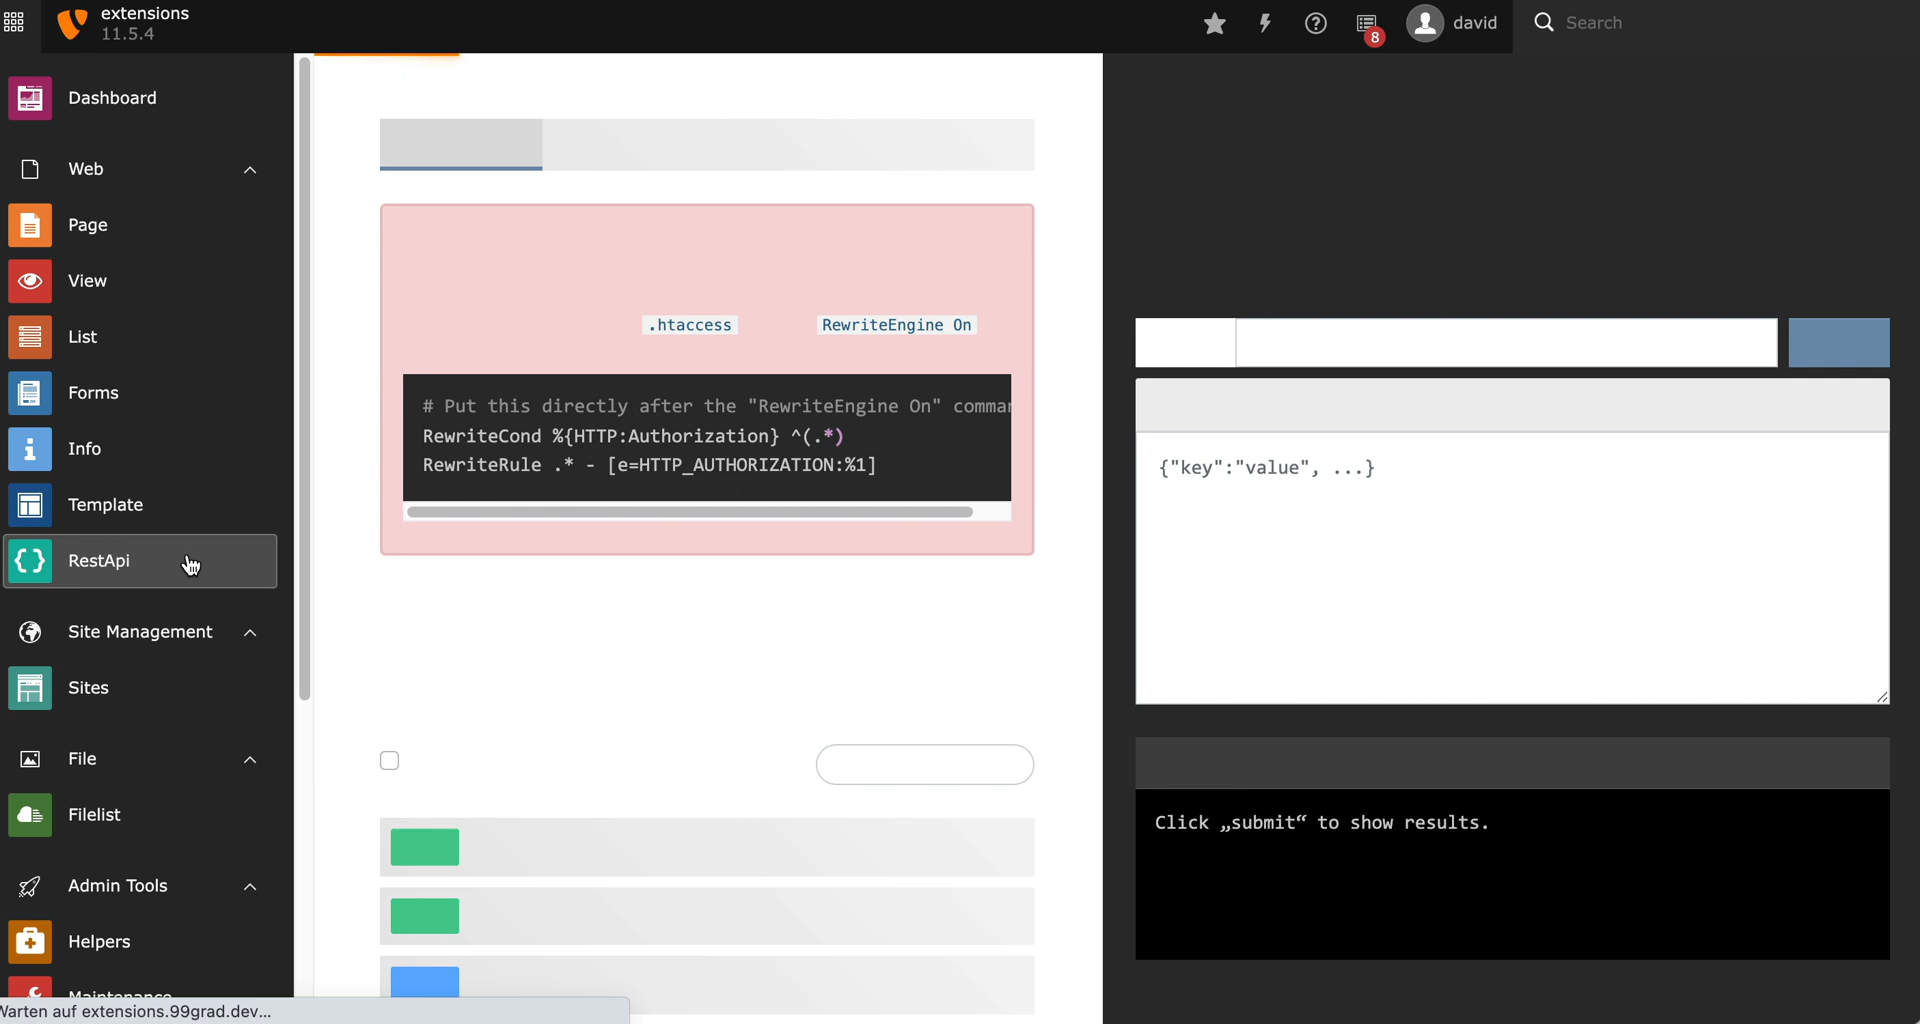 extensions
11.5.4
8
david
Search
Dashboard
Web
Page
View
List
Forms
Info
Template
RestApi
Site Management
Sites
File
Filelist
Admin Tools
Helpers
Maintenance
Warten auf extensions.99grad.dev...
.htaccess
RewriteEngine On
# Put this directly after the "RewriteEngine On" comma
RewriteCond %{HTTP:Authorization} ^(.*)
RewriteRule .* - [e=HTTP_AUTHORIZATION:%1]
{"key":"value", ...}
Click „submit“ to show results.